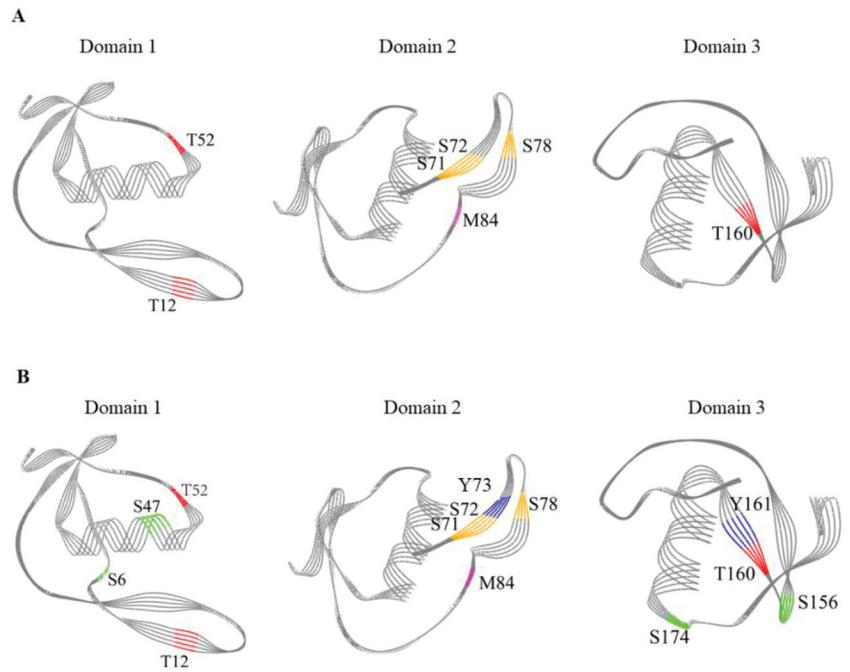 A
Domain 1
Domain 2
Domain 3
T52
S72
S71
S78
M84
T160
T12
B
Domain 1
Domain 2
Domain 3
T52
S47
S6
T12
Y73
S72
S71
S78
M84
Y161
T160
S156
S174